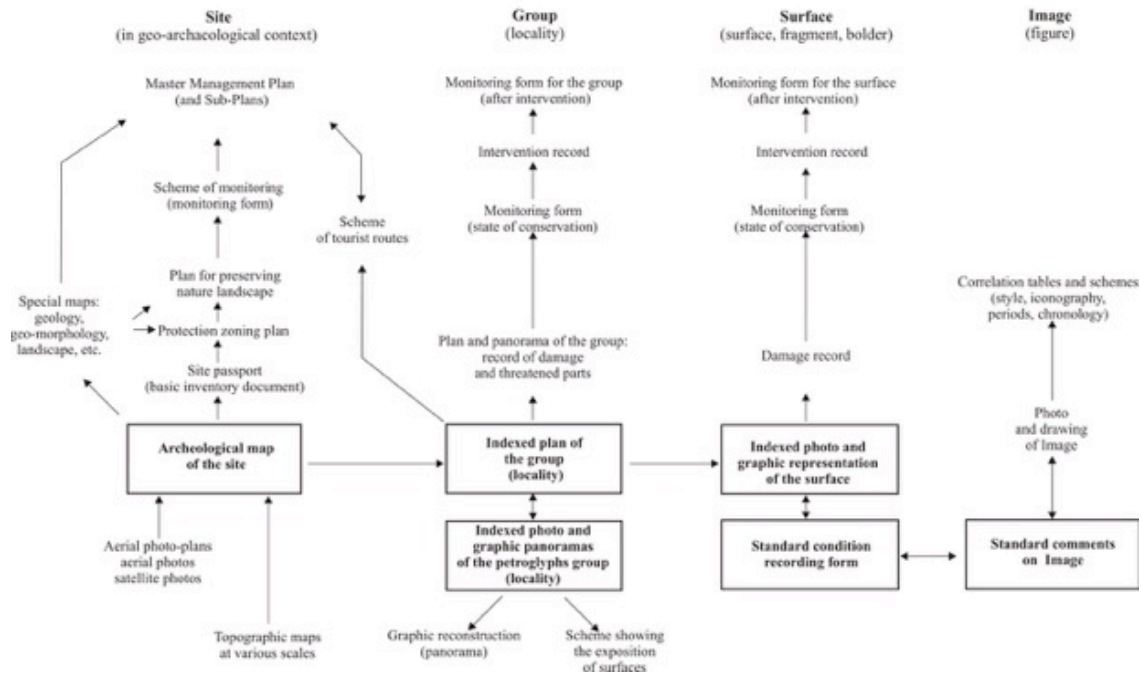 Site
(in geo-archacological context)
Group
(locality)
Surface
(surface, fragment, bolder)
Image
(figure)
Master Management Plan
(and Sub-Plans)
Monitoring form for the group
(after intervention)
Monitoring form for the surface
(after intervention)
Intervention record
Intervention record
Scheme of monitoring
(monitoring form)
Scheme
of tourist routes
Monitoring form
(state of conservation)
Monitoring form
(state of conservation)
Plan for preserving
nature landscape
Special maps:
geology,
geo-morphology,
landscape, etc.
Protection zoning plan
Correlation tables and schemes
(style, iconography,
periods, chronology)
Site passport
(basic inventory document)
Plan and panorama of the group:
record of damage
and threatened parts
Damage record
Photo
and drawing
of Image
Archeological map
of the site
Indexed plan of
the group
(locality)
Indexed photo and
graphic representation
of the surface
Aerial photo-plans
aerial photos
satellite photos
Indexed photo and
graphic panoramas
of the petroglyphs group
(locality)
Standard condition
recording form
Standard comments
on Image
Topographic maps
at various scales
Graphic reconstruction
(panorama)
Scheme showing
the exposition
of surfaces